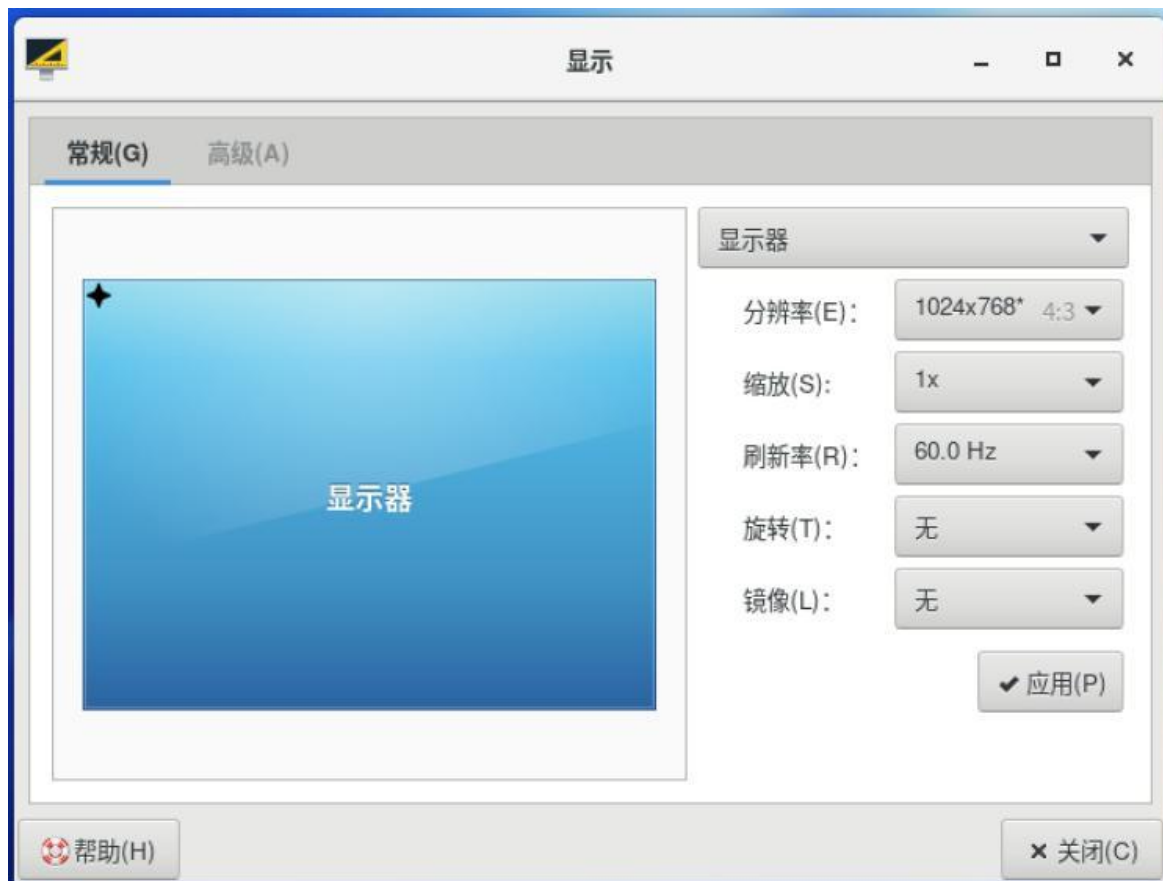 显示
常规(G) 高级(A)
显示器
显示器
分辨率(E)： 1024x768* 4:3
缩放(S)： 1x
刷新率(R)： 60.0 Hz
旋转(T)： 无
镜像(L)： 无
应用(P)
帮助(H) 关闭(C)